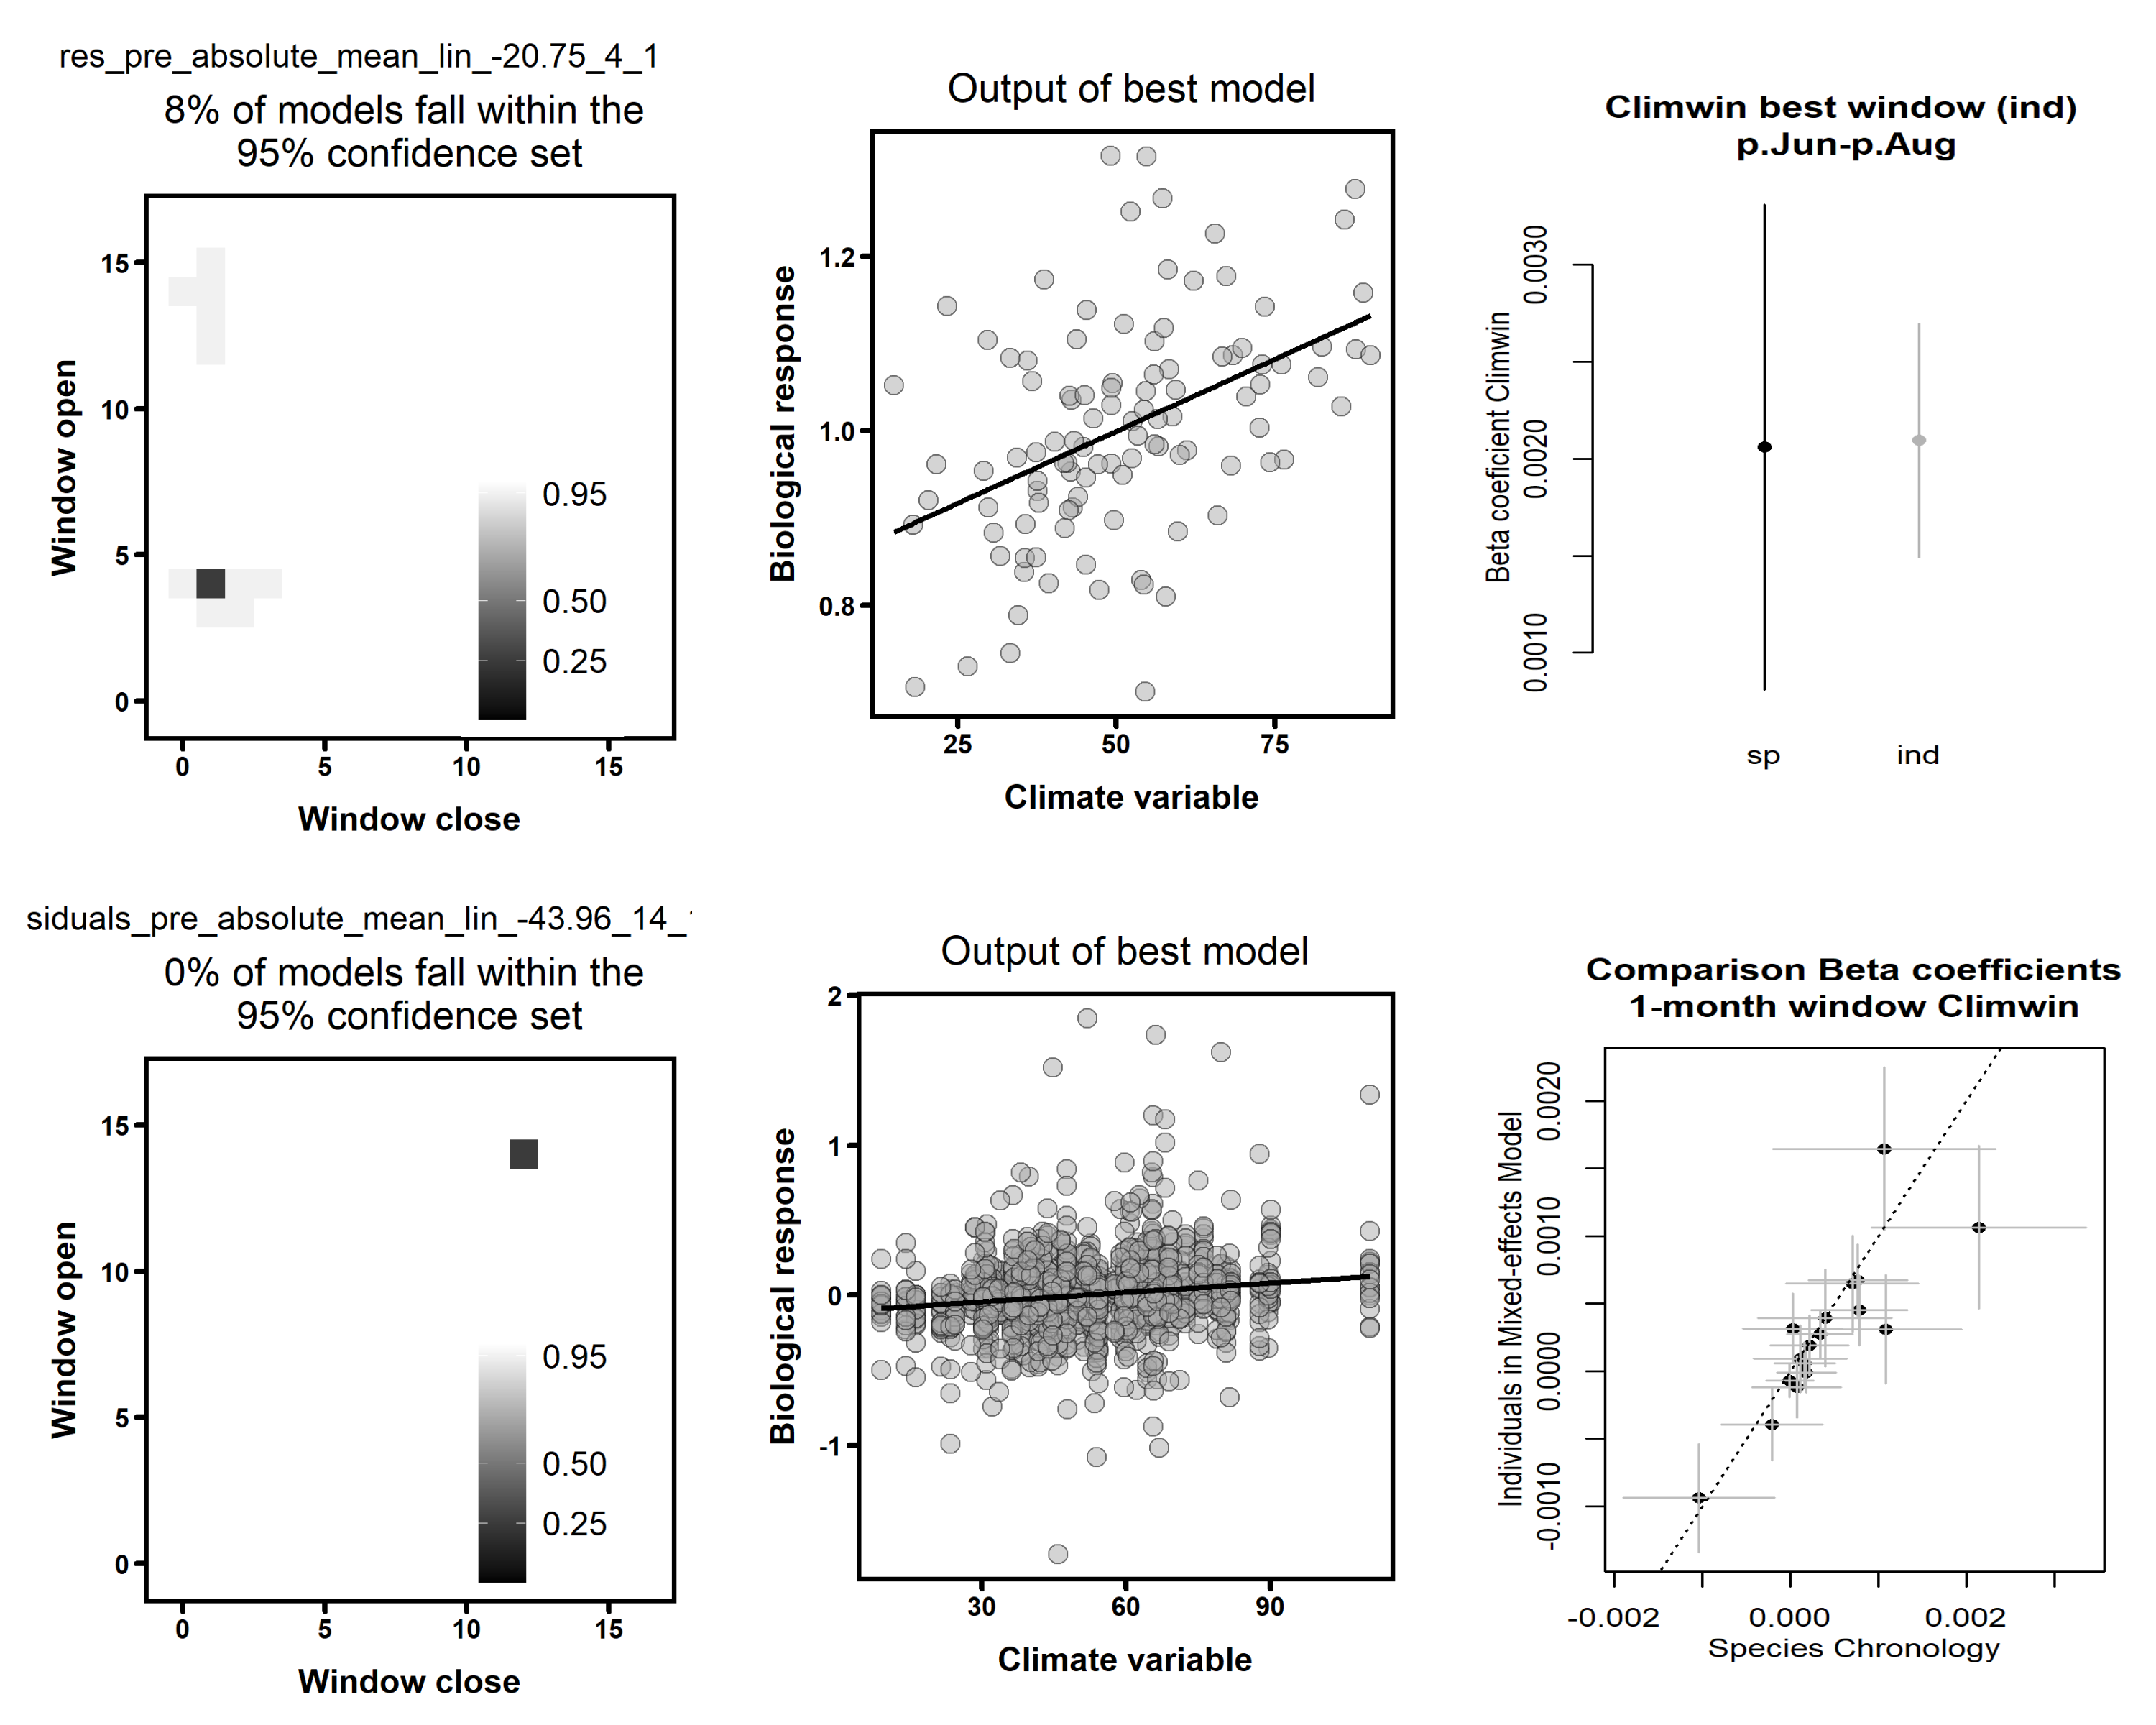 res_pre_absolute_mean_lin_-20.75_4_1
8% of models fall within the
95% confidence set
Window open
15
10
5
0
0.95
0.50
0.25
0 5 10 15
Window close
Output of best model
Biological response
1.2
1.0
0.8
25 50 75
Climate variable
Climwin best window (ind)
p.Jun-p.Aug
Beta coefficient Climwin
0.0030
0.0020
0.0010
sp ind
siduals_pre_absolute_mean_lin_-43.96_14_
0% of models fall within the
95% confidence set
Window open
15
10
5
0
0.95
0.50
0.25
0 5 10 15
Window close
Output of best model
Biological response
2
1
0
-1
30 60 90
Climate variable
Comparison Beta coefficients
1-month window Climwin
Individuals in Mixed-effects Model
0.0020
0.0010
0.0000
-0.0010
-0.002 0.000 0.002
Species Chronology